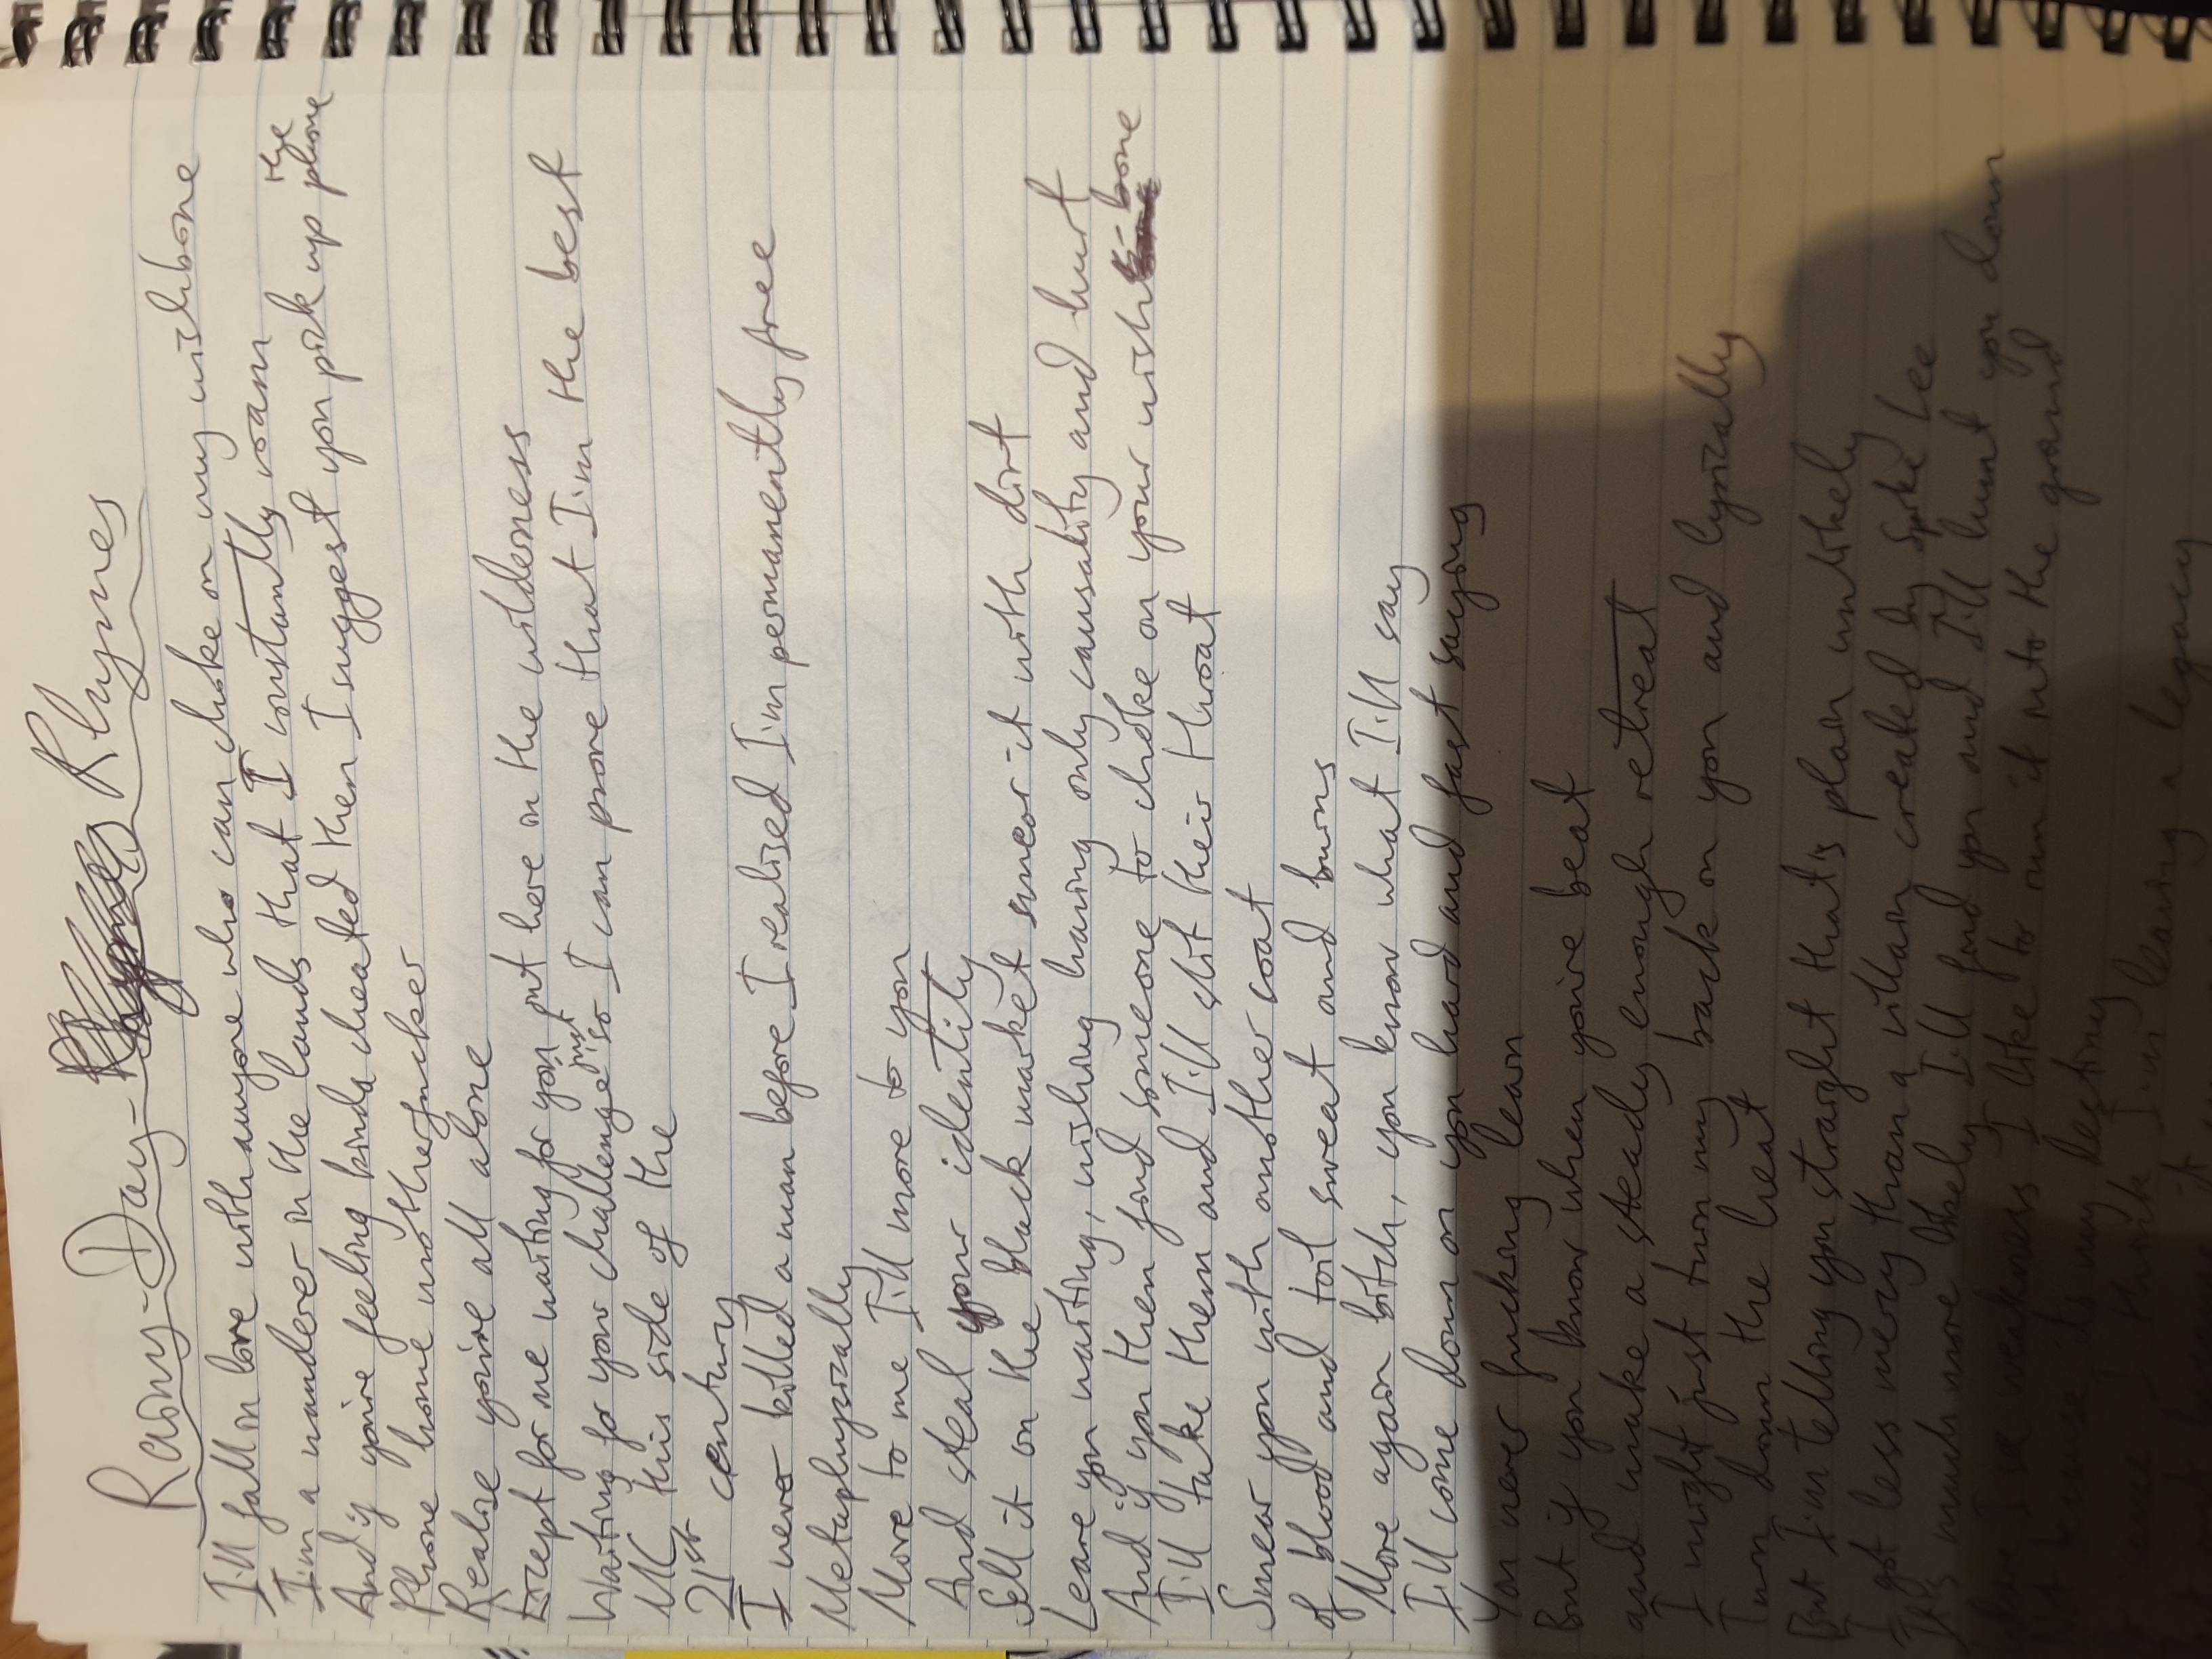 Rainy-Day- Rhymes
I'll fall in love with anyone who can choke on my wishbone
I'm a wanderer in the lands that I constantly roam
And if you're feeling kinda cheated then I suggest you pick up the phone
Phone home motherfucker
Realise you're all alone
Except for me waiting for you out here in the wilderness
Waiting for your challenge just so I can prove that I'm the best
MC this side of the
21st century
I never killed a man before I realised I'm permanently free
Metaphysically
Move to me I'll move to you
And steal your identity
Sell it on the black market smear it with dirt
Leave you waiting, wishing having only causality and hurt
And if you then find someone to choke on your wish-bone
I'll take them and I'll slit their throat
Smear you with another coat
of blood and toil sweat and burns
Move again bitch, you know what I'll say
I'll come down on you hard and fast saying
You never fucking learn
But if you know when you're beat
and make a steady enough retreat
I might just turn my back on you and lyrically
Turn down the heat
But I'm telling you straight that's plain unlikely
I got less mercy than a villain created by Spike Lee
It's much more likely I'll find you and I'll hunt you down
Where I see weakness I like to run it into the ground
Not because it's my destiny
'cause I think I'm leaving a legacy
just because it